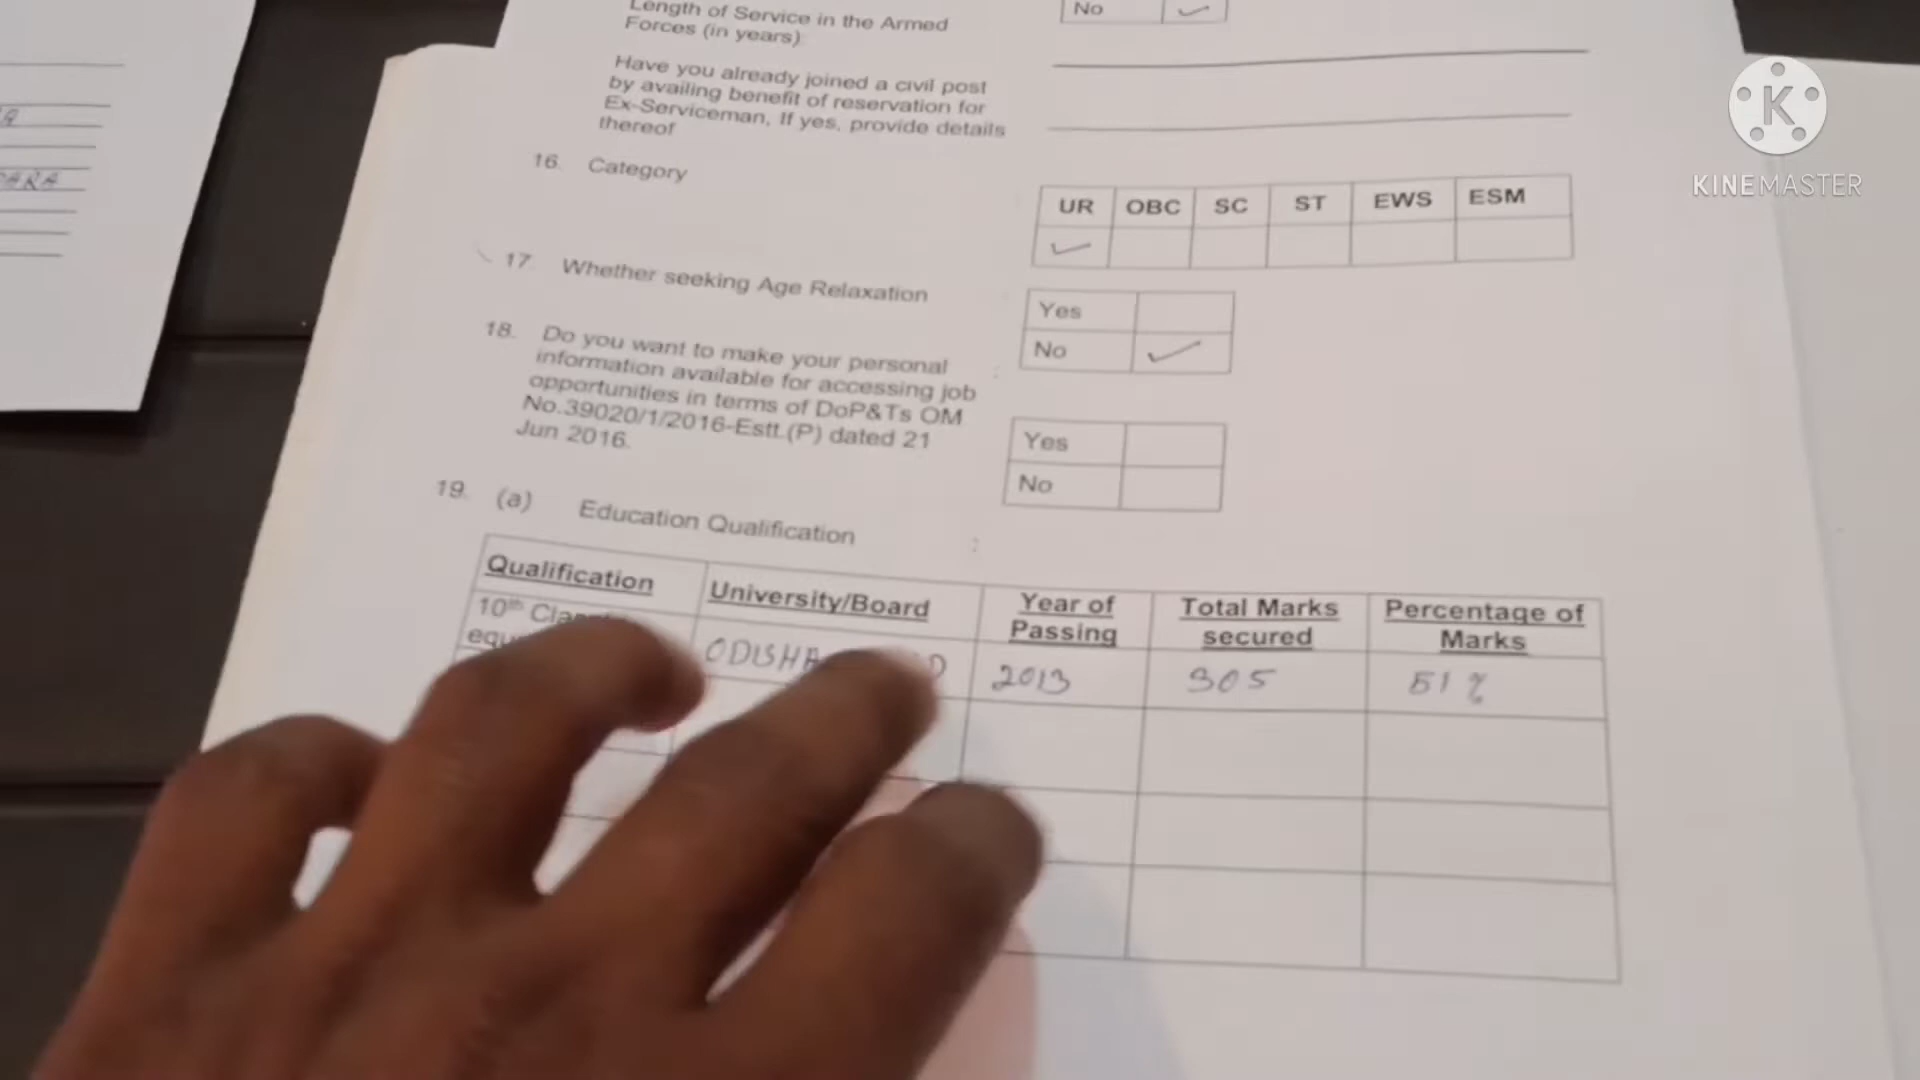 Length of Service in the Armed
Forces (in years)
No
Have you already joined a civil post
by availing benefit of reservation for
Ex-Serviceman, If yes, provide details
thereof
K
KINEMASTER
ARA
16. Category
UR OBC SC ST EWS ESM
17 Whether seeking Age Relaxation
Yes
No
18. Do you want to make your personal
information available for accessing job
opportunities in terms of DoP&Ts OM
No.39020/1/2016-Estt.(P) dated 21
Jun 2016.
Yes
No
19. (a) Education Qualification :
Qualification University/Board Year of Passing Total Marks secured Percentage of Marks
10th ODISHA 2013 305 51%